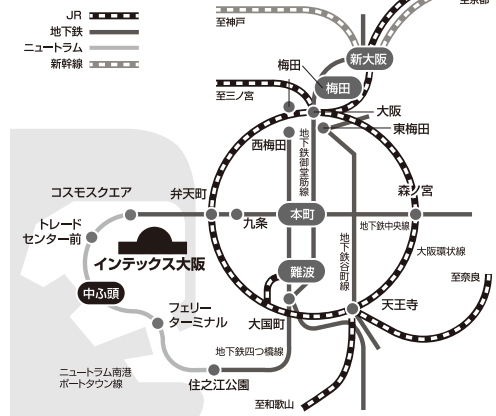 JR
地下鉄
ニュートラム
新幹線
至神戸
至京都
新大阪
梅田
梅田
至三ノ宮
大阪
東梅田
西梅田
地下鉄御堂筋線
コスモスクエア
弁天町
九条
本町
森ノ宮
地下鉄中央線
トレード
センター前
インテックス大阪
地下鉄谷町線
大阪環状線
難波
至奈良
中ふ頭
フェリー
ターミナル
大国町
天王寺
地下鉄四つ橋線
ニュートラム南港
ポートタウン線
住之江公園
至和歌山